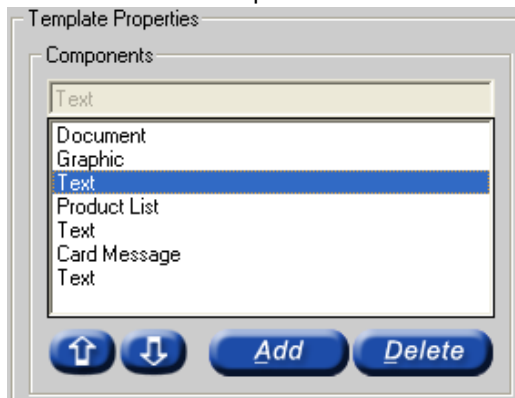 Template Properties
Components
Text
Document
Graphic
Text
Product List
Text
Card Message
Text
Add Delete